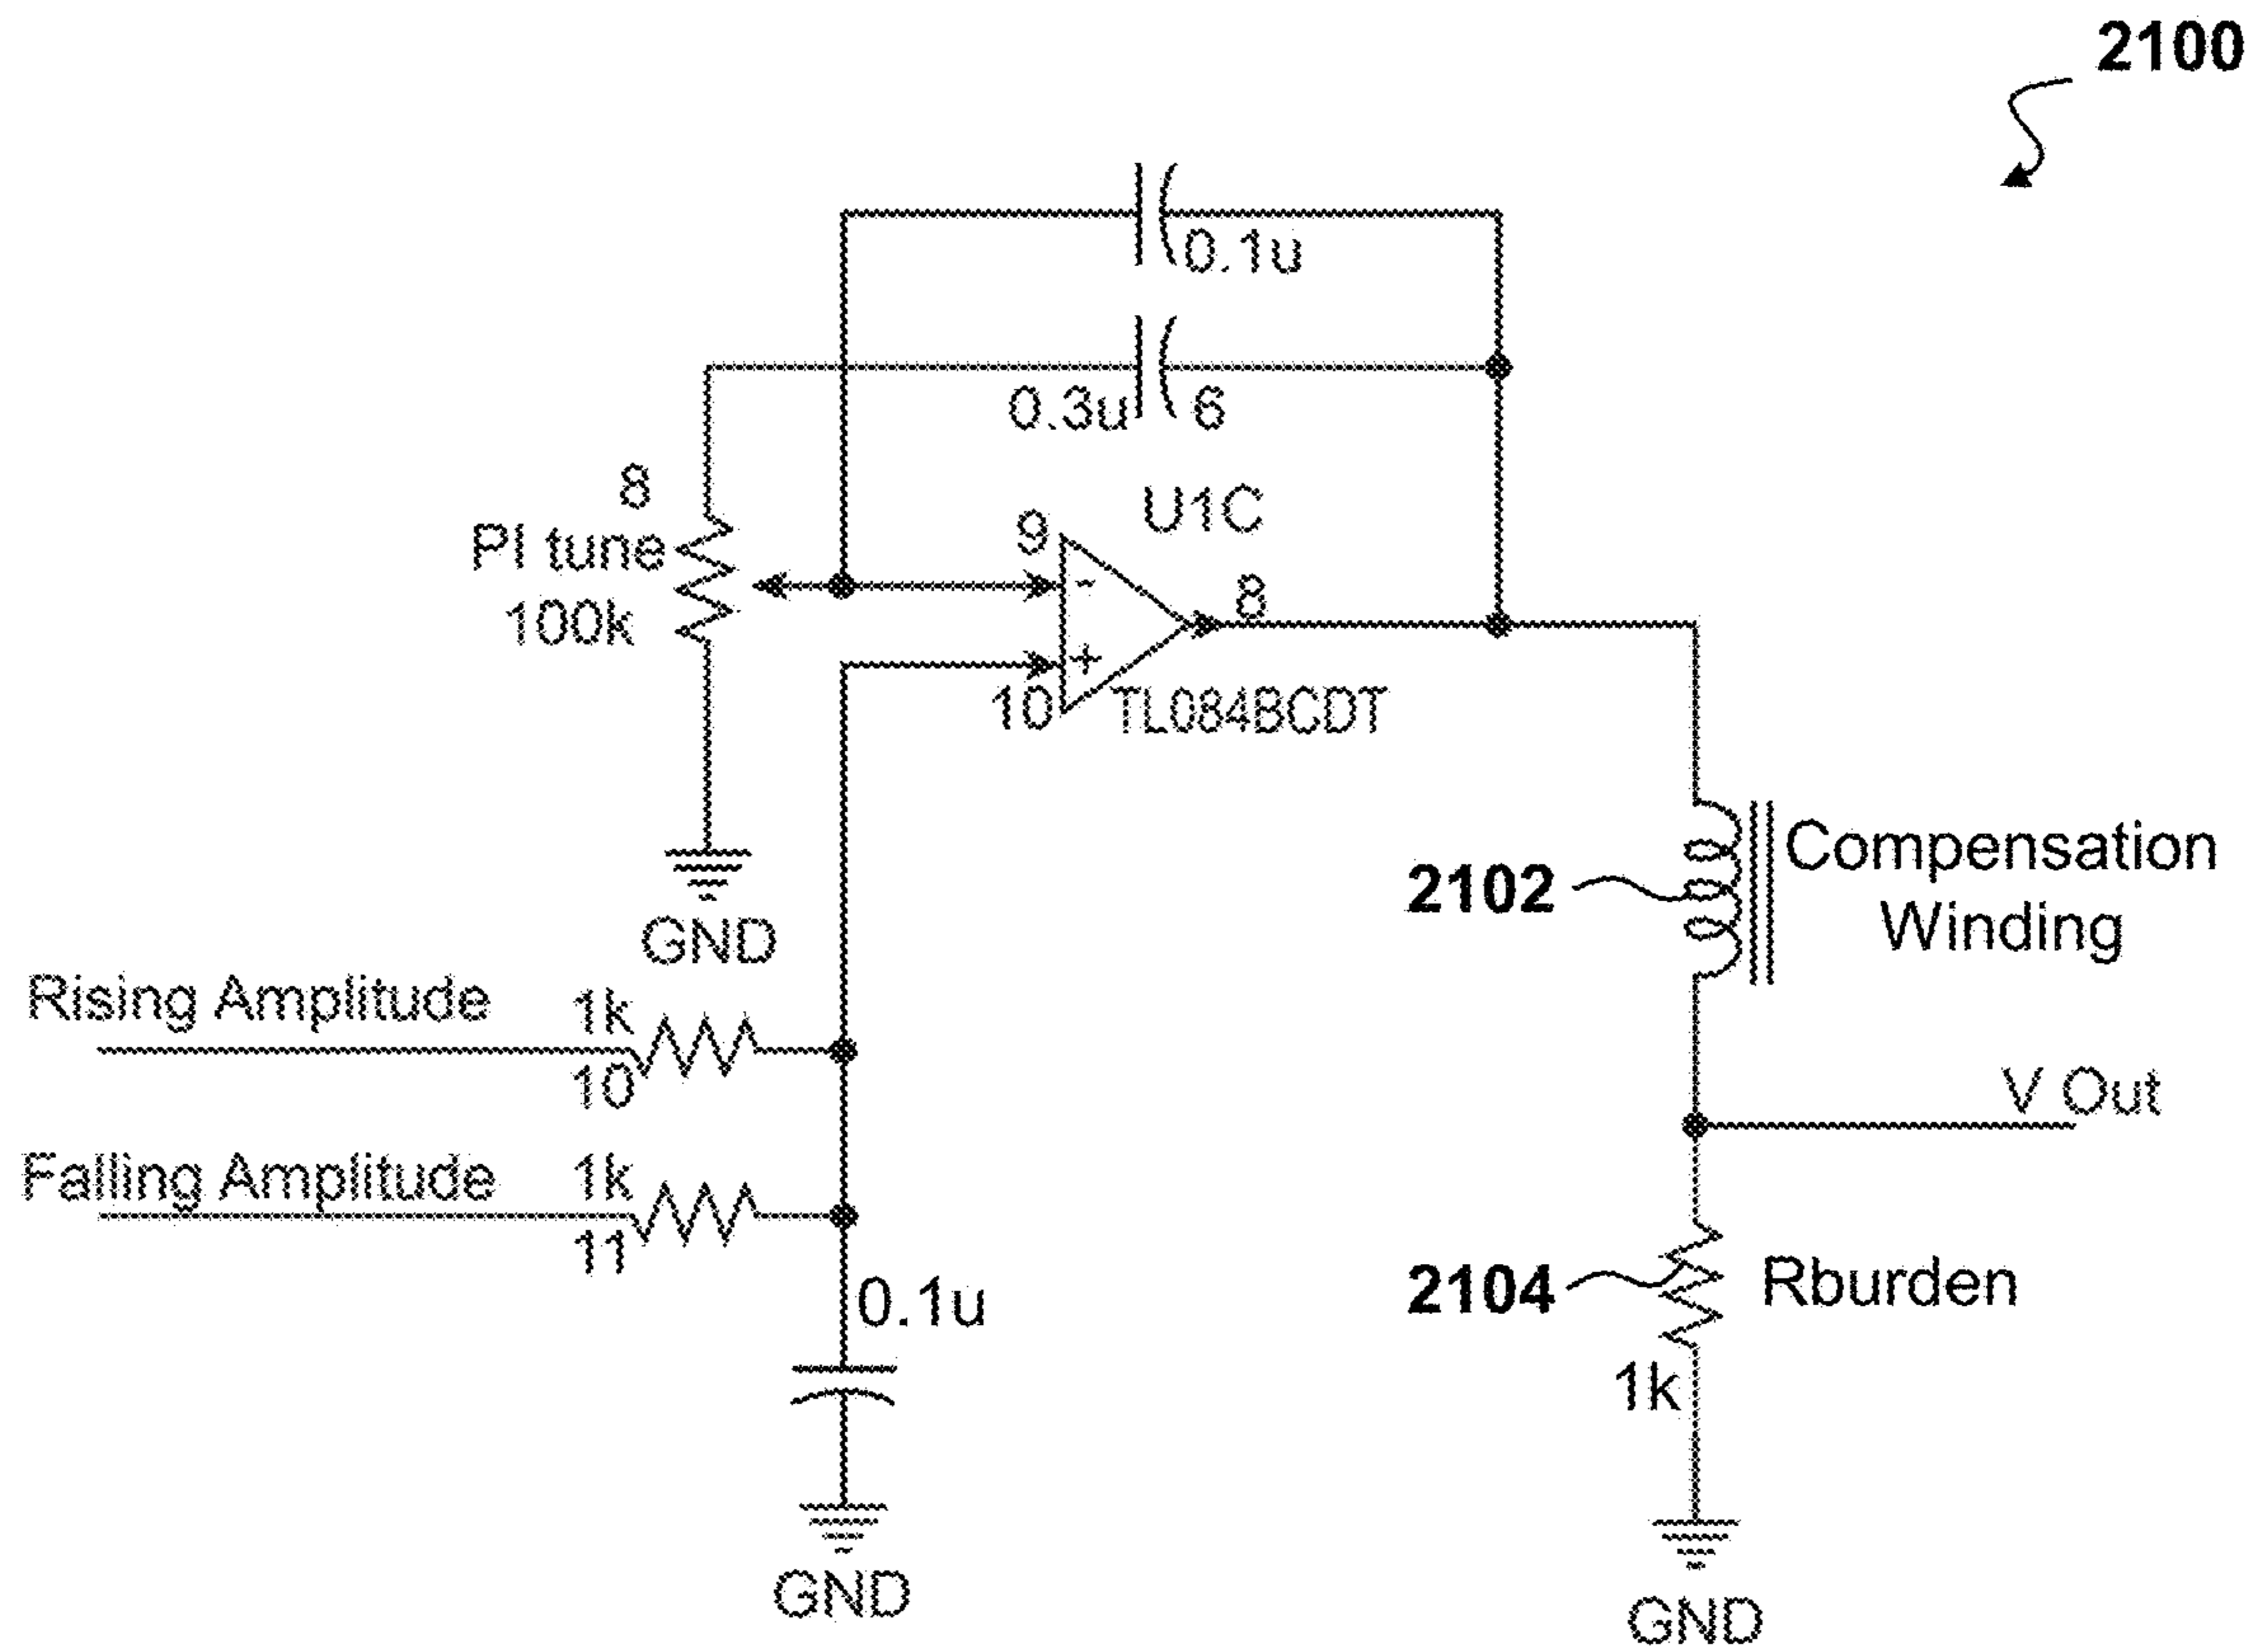 2100
0.1u
0.3u 6
8
PI tune
100k
U1C
9
-
8
+
10
TL084BCDT
GND
2102
Compensation
Winding
Rising Amplitude
1k
10
V Out
Falling Amplitude
1k
11
0.1u
2104
Rburden
1k
GND
GND